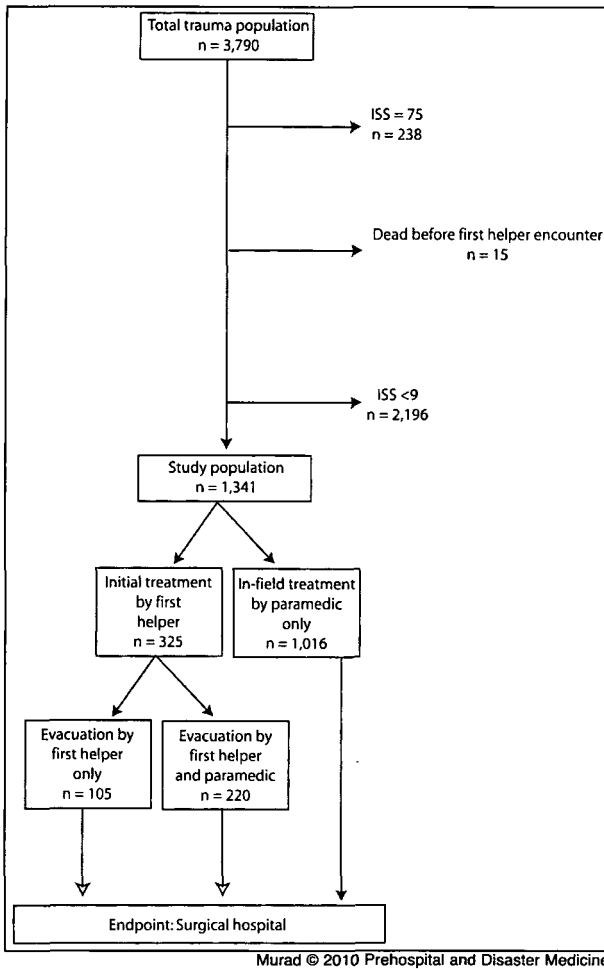 Total trauma population
n = 3,790
ISS = 75
n = 238
Dead before first helper encounter
n = 15
ISS <9
n = 2,196
Study population
n = 1,341
Initial treatment
by first
helper
n = 325
In-field treatment
by paramedic
only
n = 1,016
Evacuation by
first helper
only
n = 105
Evacuation by
first helper
and paramedic
n = 220
Endpoint: Surgical hospital
Murad © 2010 Prehospital and Disaster Medicine